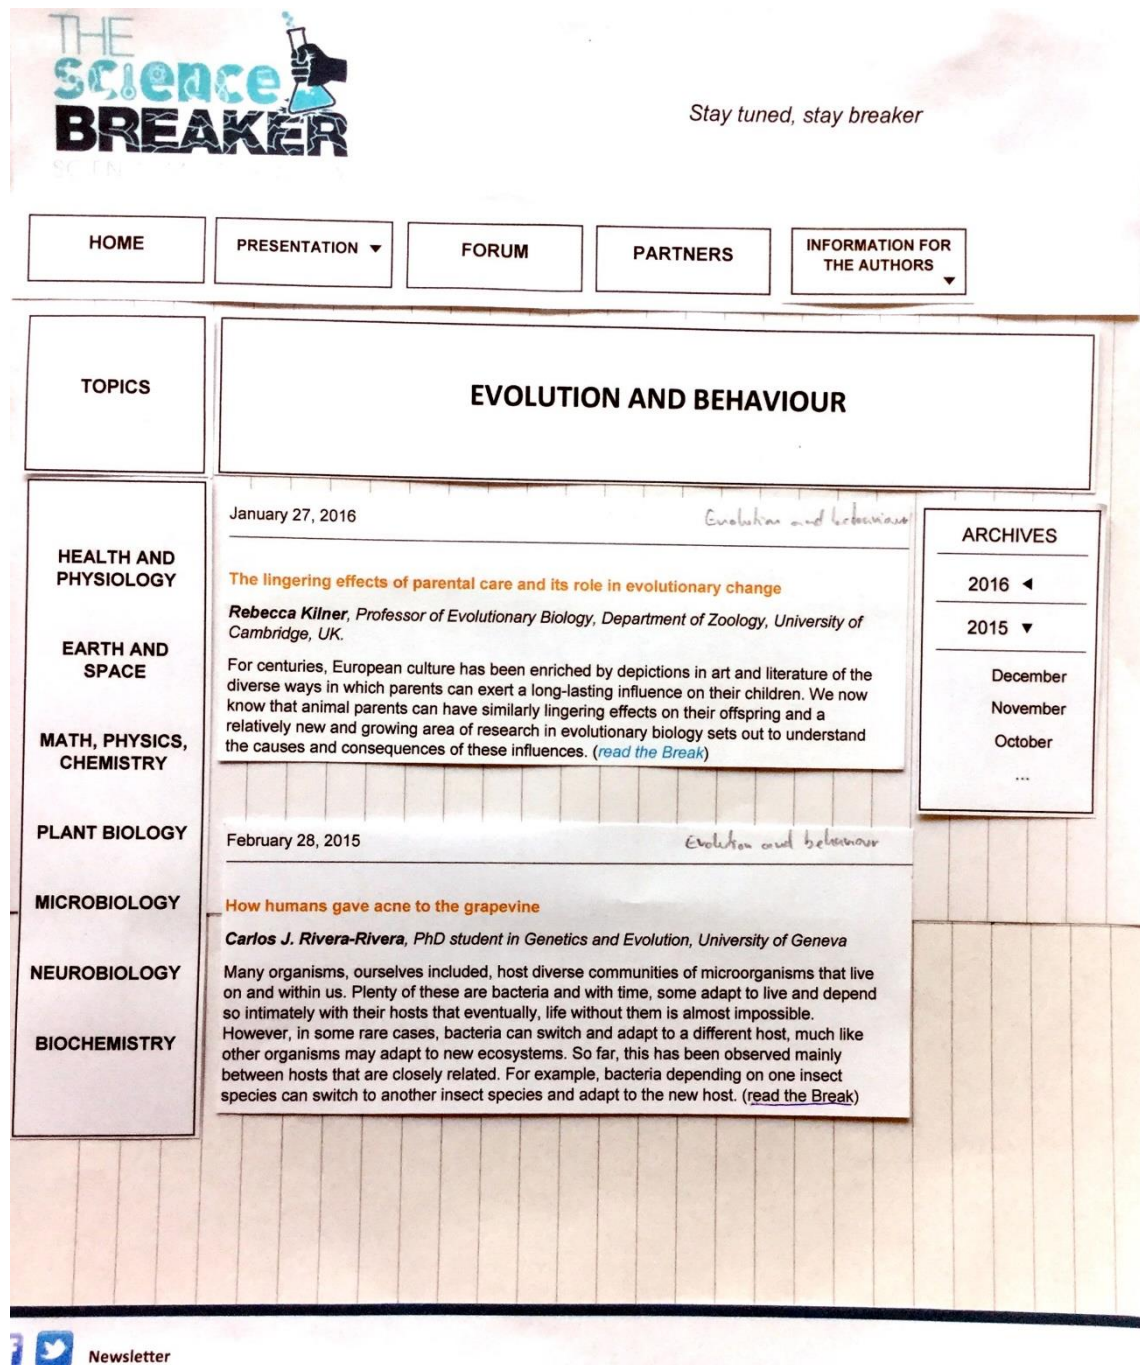 THE
science
BREAKER
Stay tuned, stay breaker
HOME
PRESENTATION ▼
FORUM
PARTNERS
INFORMATION FOR
THE AUTHORS
▼
TOPICS
EVOLUTION AND BEHAVIOUR
HEALTH AND
PHYSIOLOGY
EARTH AND
SPACE
MATH, PHYSICS,
CHEMISTRY
PLANT BIOLOGY
MICROBIOLOGY
NEUROBIOLOGY
BIOCHEMISTRY
January 27, 2016 Evolution and behaviour
The lingering effects of parental care and its role in evolutionary change
Rebecca Kilner, Professor of Evolutionary Biology, Department of Zoology, University of
Cambridge, UK.
For centuries, European culture has been enriched by depictions in art and literature of the
diverse ways in which parents can exert a long-lasting influence on their children. We now
know that animal parents can have similarly lingering effects on their offspring and a
relatively new and growing area of research in evolutionary biology sets out to understand
the causes and consequences of these influences. (read the Break)
February 28, 2015 Evolution and behaviour
How humans gave acne to the grapevine
Carlos J. Rivera-Rivera, PhD student in Genetics and Evolution, University of Geneva
Many organisms, ourselves included, host diverse communities of microorganisms that live
on and within us. Plenty of these are bacteria and with time, some adapt to live and depend
so intimately with their hosts that eventually, life without them is almost impossible.
However, in some rare cases, bacteria can switch and adapt to a different host, much like
other organisms may adapt to new ecosystems. So far, this has been observed mainly
between hosts that are closely related. For example, bacteria depending on one insect
species can switch to another insect species and adapt to the new host. (read the Break)
ARCHIVES
2016 ◄
2015 ▼
December
November
October
...
Newsletter